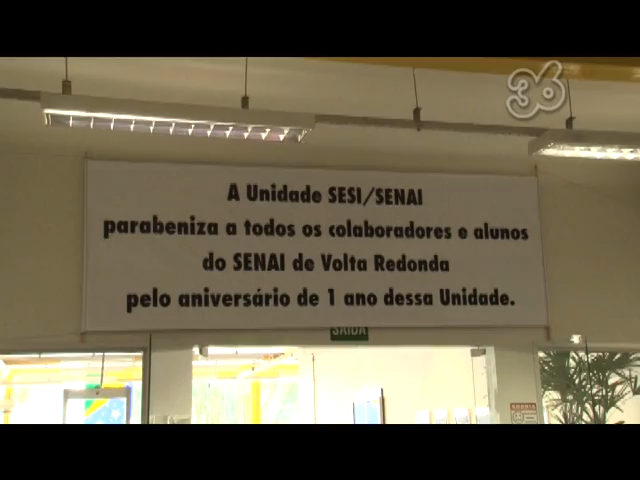 36
A Unidade SESI/SENAI
parabeniza a todos os colaboradores e alunos
do SENAI de Volta Redonda
pelo aniversário de 1 ano dessa Unidade.
SAÍDA
SORRIA